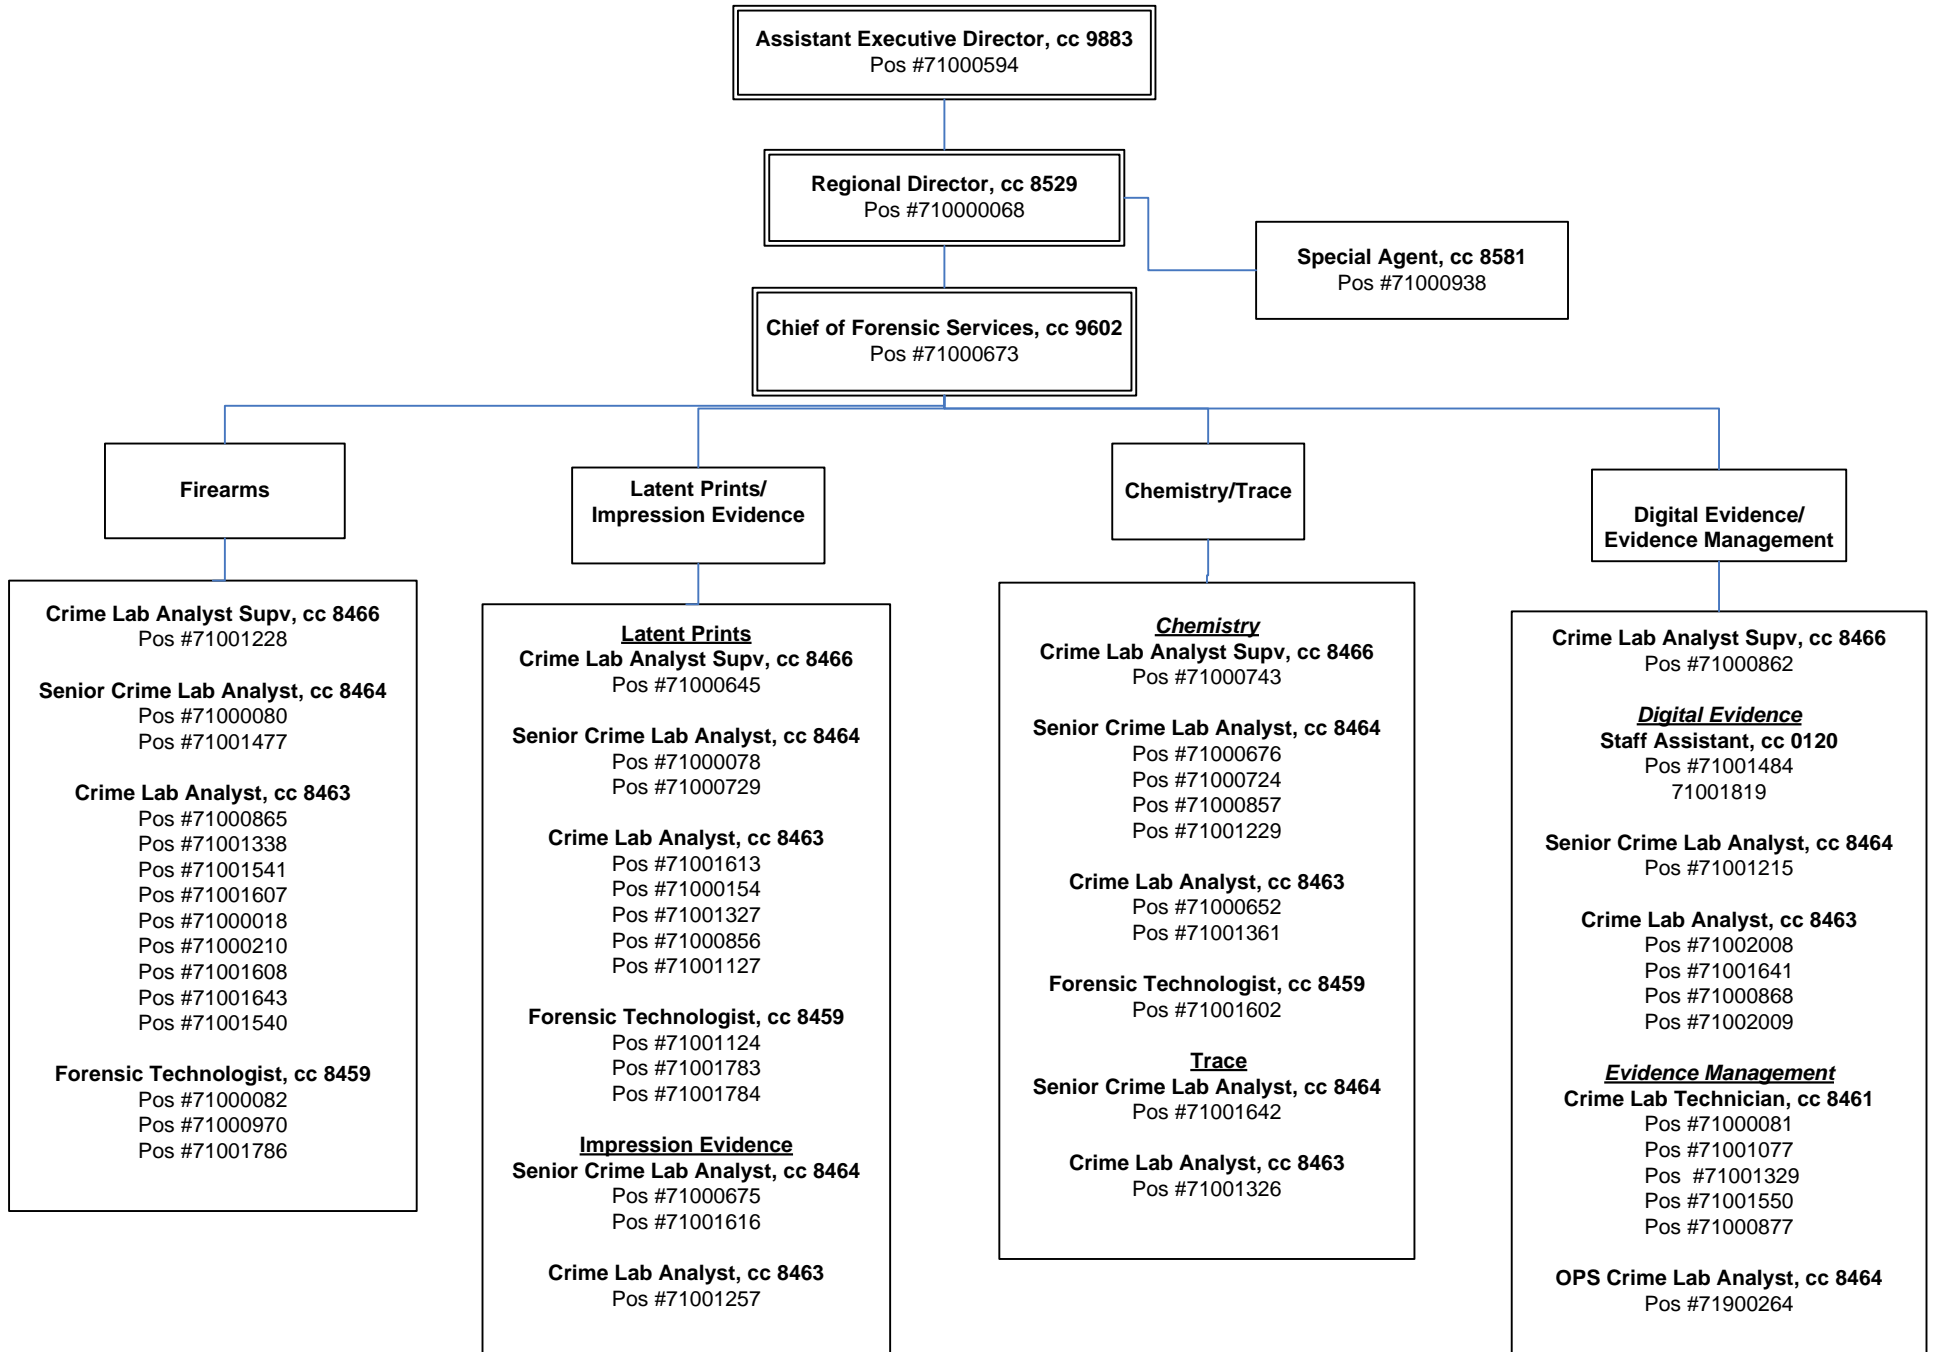 Assistant Executive Director, cc 9883
Pos #71000594
Regional Director, cc 8529
Pos #710000068
Special Agent, cc 8581
Pos #71000938
Chief of Forensic Services, cc 9602
Pos #71000673
Firearms
Crime Lab Analyst Supv, cc 8466
Pos #71001228
Senior Crime Lab Analyst, cc 8464
Pos #71000080
Pos #71001477
Crime Lab Analyst, cc 8463
Pos #71000865
Pos #71001338
Pos #71001541
Pos #71001607
Pos #71000018
Pos #71000210
Pos #71001608
Pos #71001643
Pos #71001540
Forensic Technologist, cc 8459
Pos #71000082
Pos #71000970
Pos #71001786
Latent Prints/
Impression Evidence
Latent Prints
Crime Lab Analyst Supv, cc 8466
Pos #71000645
Senior Crime Lab Analyst, cc 8464
Pos #71000078
Pos #71000729
Crime Lab Analyst, cc 8463
Pos #71001613
Pos #71000154
Pos #71001327
Pos #71000856
Pos #71001127
Forensic Technologist, cc 8459
Pos #71001124
Pos #71001783
Pos #71001784
Impression Evidence
Senior Crime Lab Analyst, cc 8464
Pos #71000675
Pos #71001616
Crime Lab Analyst, cc 8463
Pos #71001257
Chemistry/Trace
Chemistry
Crime Lab Analyst Supv, cc 8466
Pos #71000743
Senior Crime Lab Analyst, cc 8464
Pos #71000676
Pos #71000724
Pos #71000857
Pos #71001229
Crime Lab Analyst, cc 8463
Pos #71000652
Pos #71001361
Forensic Technologist, cc 8459
Pos #71001602
Trace
Senior Crime Lab Analyst, cc 8464
Pos #71001642
Crime Lab Analyst, cc 8463
Pos #71001326
Digital Evidence/
Evidence Management
Crime Lab Analyst Supv, cc 8466
Pos #71000862
Digital Evidence
Staff Assistant, cc 0120
Pos #71001484
71001819
Senior Crime Lab Analyst, cc 8464
Pos #71001215
Crime Lab Analyst, cc 8463
Pos #71002008
Pos #71001641
Pos #71000868
Pos #71002009
Evidence Management
Crime Lab Technician, cc 8461
Pos #71000081
Pos #71001077
Pos  #71001329
Pos #71001550
Pos #71000877
OPS Crime Lab Analyst, cc 8464
Pos #71900264